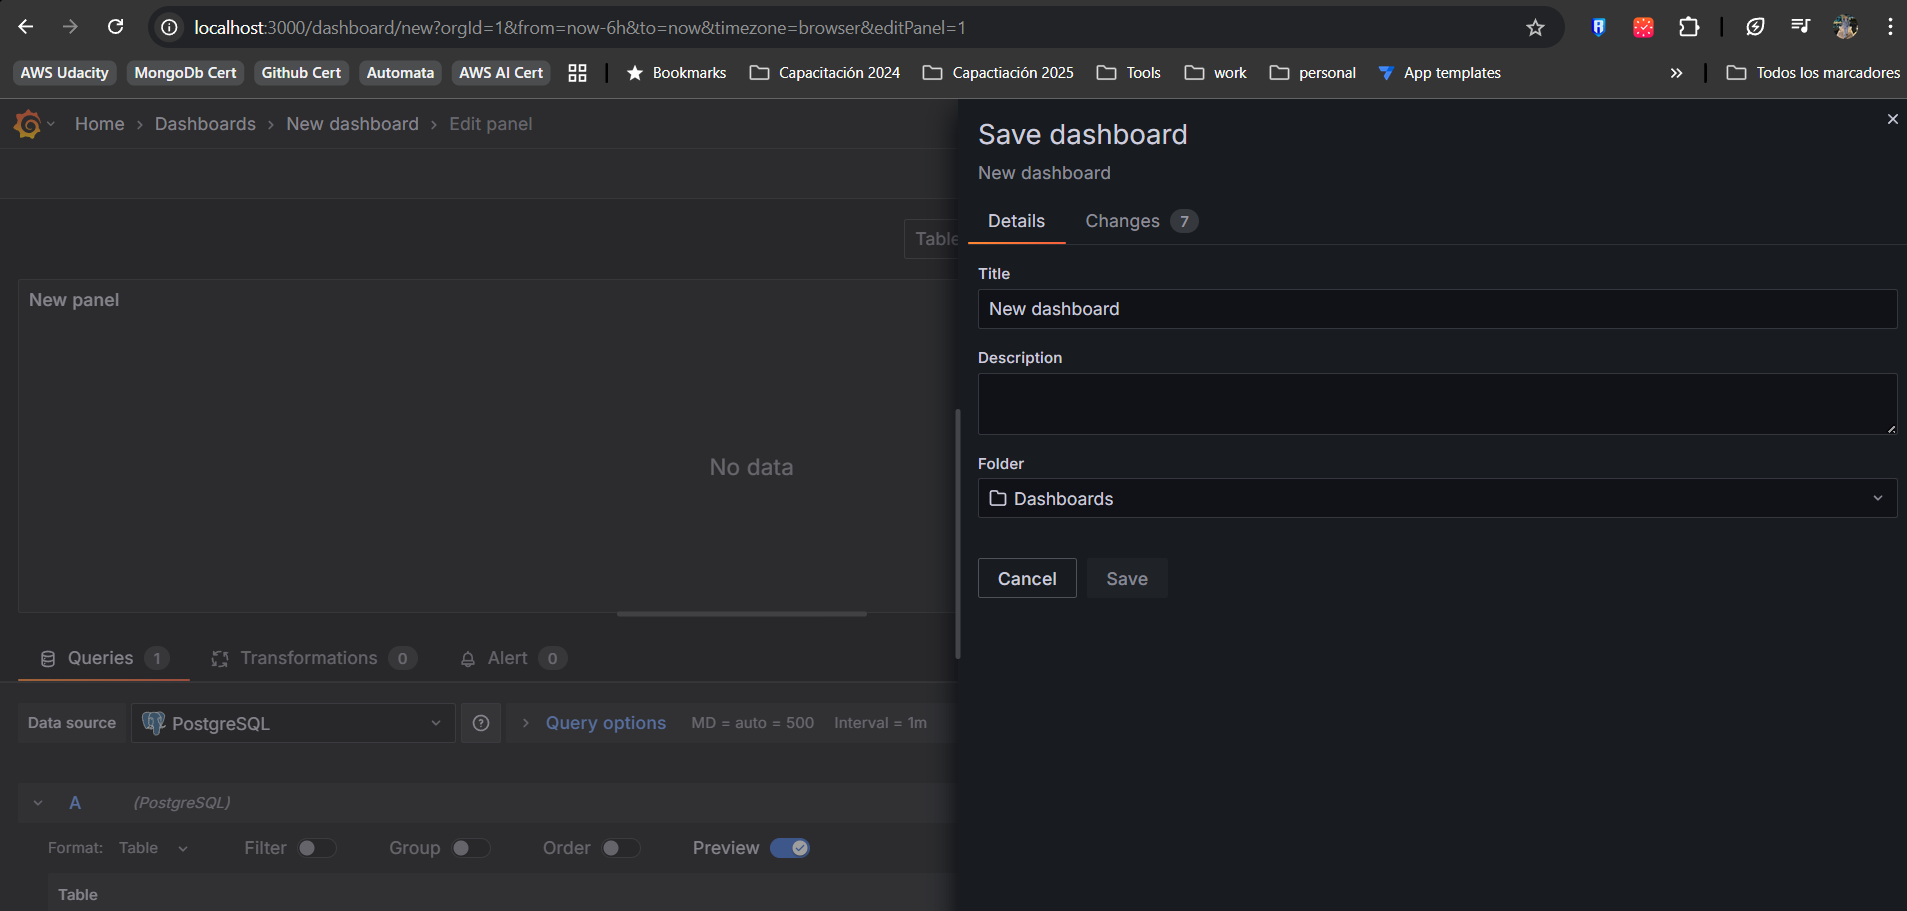 localhost:3000/dashboard/new?orgId=1&from=now-6h&to=now&timezone=browser&editPanel=1
AWS Udacity MongoDb Cert Github Cert Automata AWS AI Cert Bookmarks Capacitación 2024 Capactiación 2025 Tools work personal App templates Todos los marcadores
Home Dashboards New dashboard Edit panel
Table
New panel
No data
Queries 1 Transformations 0 Alert 0
Data source PostgreSQL Query options MD = auto = 500 Interval = 1m
A (PostgreSQL)
Format: Table Filter Group Order Preview
Table
Save dashboard
New dashboard
Details Changes 7
Title
New dashboard
Description
Folder
Dashboards
Cancel Save